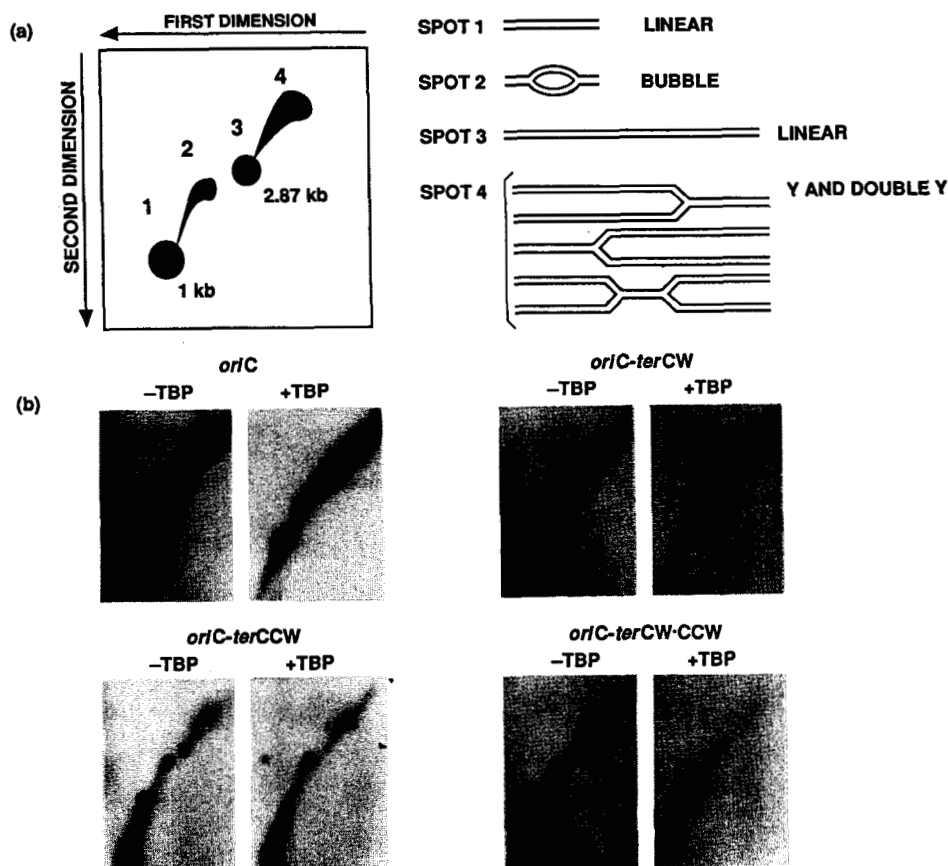 (a)
FIRST DIMENSION
SECOND DIMENSION
1
2
3
4
1 kb
2.87 kb
SPOT 1 LINEAR
SPOT 2 BUBBLE
SPOT 3 LINEAR
SPOT 4 Y AND DOUBLE Y
(b)
oriC
–TBP +TBP
oriC-terCW
–TBP +TBP
oriC-terCCW
–TBP +TBP
oriC-terCW·CCW
–TBP +TBP